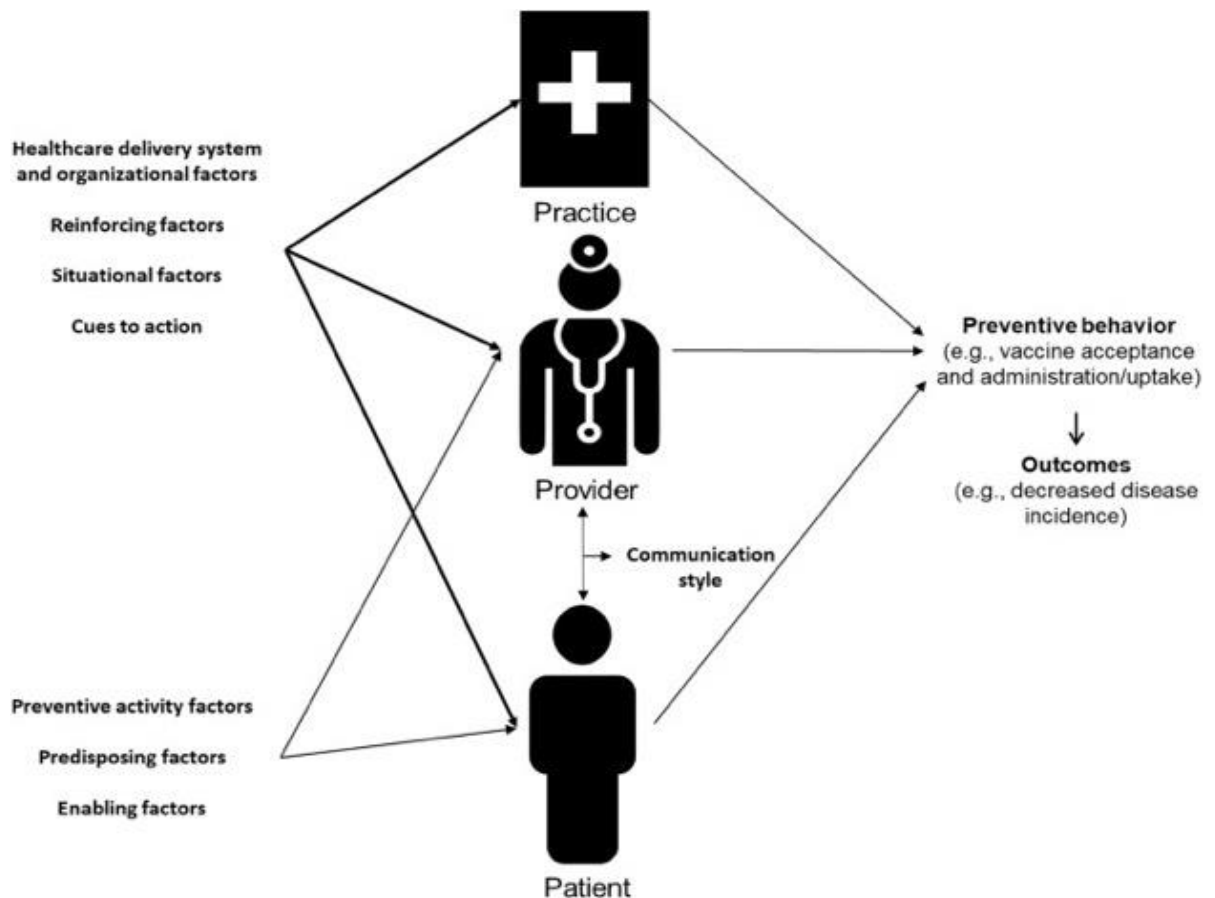 Healthcare delivery system
and organizational factors
Reinforcing factors
Situational factors
Cues to action
Preventive activity factors
Predisposing factors
Enabling factors
Practice
Provider
Communication
style
Patient
Preventive behavior
(e.g., vaccine acceptance
and administration/uptake)
Outcomes
(e.g., decreased disease
incidence)